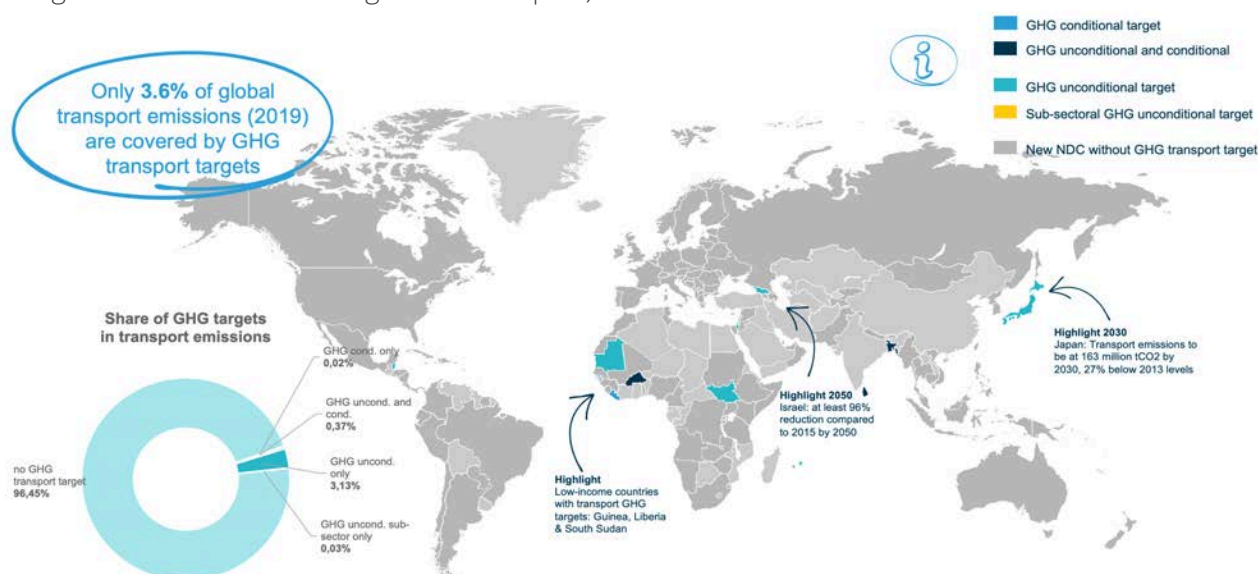 GHG conditional target
GHG unconditional and conditional
GHG unconditional target
Sub-sectoral GHG unconditional target
New NDC without GHG transport target
Only 3.6% of global
transport emissions (2019)
are covered by GHG
transport targets
Share of GHG targets
in transport emissions
GHG cond. only
0,02%
GHG uncond. and
cond.
0,37%
GHG uncond.
only
3,13%
GHG uncond. sub-
sector only
0,03%
no GHG
transport target
96,45%
Highlight
Low-income countries
with transport GHG
targets: Guinea, Liberia
& South Sudan
Highlight 2050
Israel: at least 96%
reduction compared
to 2015 by 2050
Highlight 2030
Japan: Transport emissions to
be at 163 million tCO2 by
2030, 27% below 2013 levels